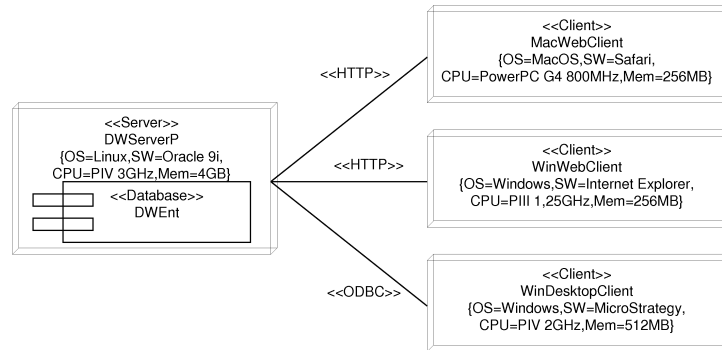 <<Client>>
MacWebClient
{OS=MacOS,SW=Safari,
CPU=PowerPC G4 800MHz,Mem=256MB}
<<HTTP>>
<<Server>>
DWServerP
{OS=Linux,SW=Oracle 9i,
CPU=PIV 3GHz,Mem=4GB}
<<Database>>
DWEnt
<<HTTP>>
<<Client>>
WinWebClient
{OS=Windows,SW=Internet Explorer,
CPU=PIII 1,25GHz,Mem=256MB}
<<ODBC>>
<<Client>>
WinDesktopClient
{OS=Windows,SW=MicroStrategy,
CPU=PIV 2GHz,Mem=512MB}